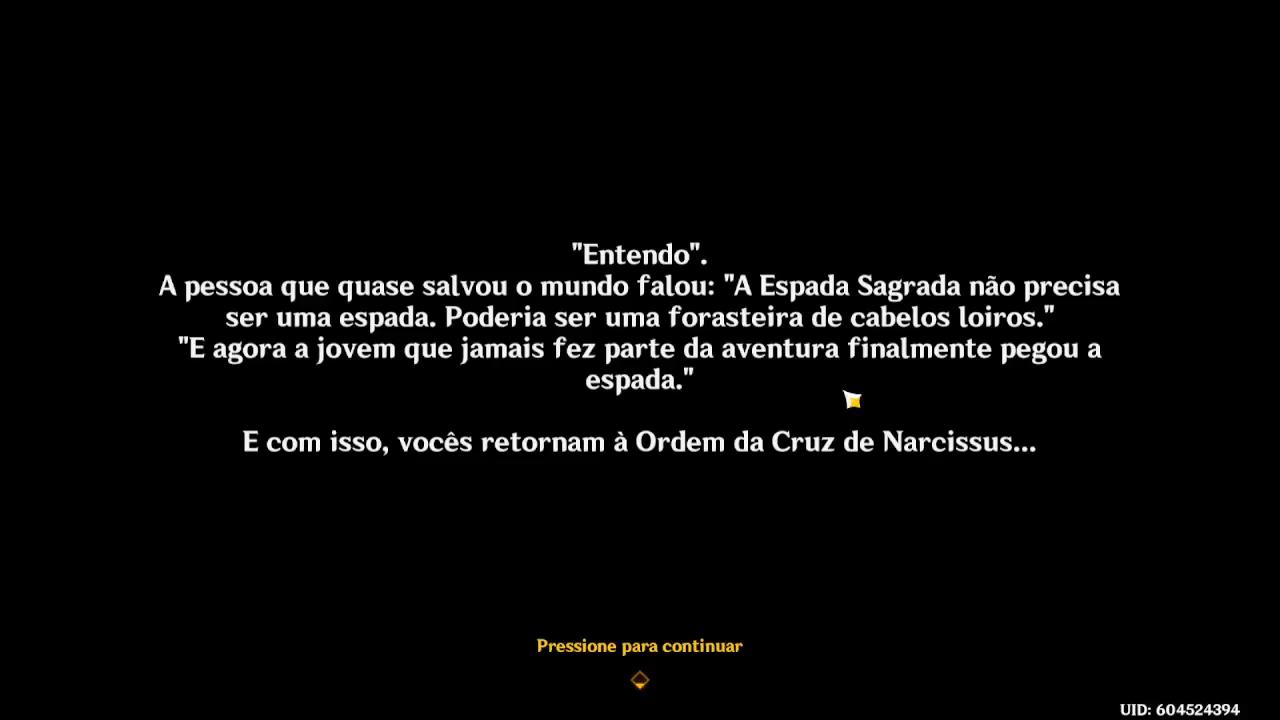 "Entendo".
A pessoa que quase salvou o mundo falou: "A Espada Sagrada não precisa
ser uma espada. Poderia ser uma forasteira de cabelos loiros."
"E agora a jovem que jamais fez parte da aventura finalmente pegou a
espada."
E com isso, vocês retornam à Ordem da Cruz de Narcissus...
Pressione para continuar
UID: 604524394